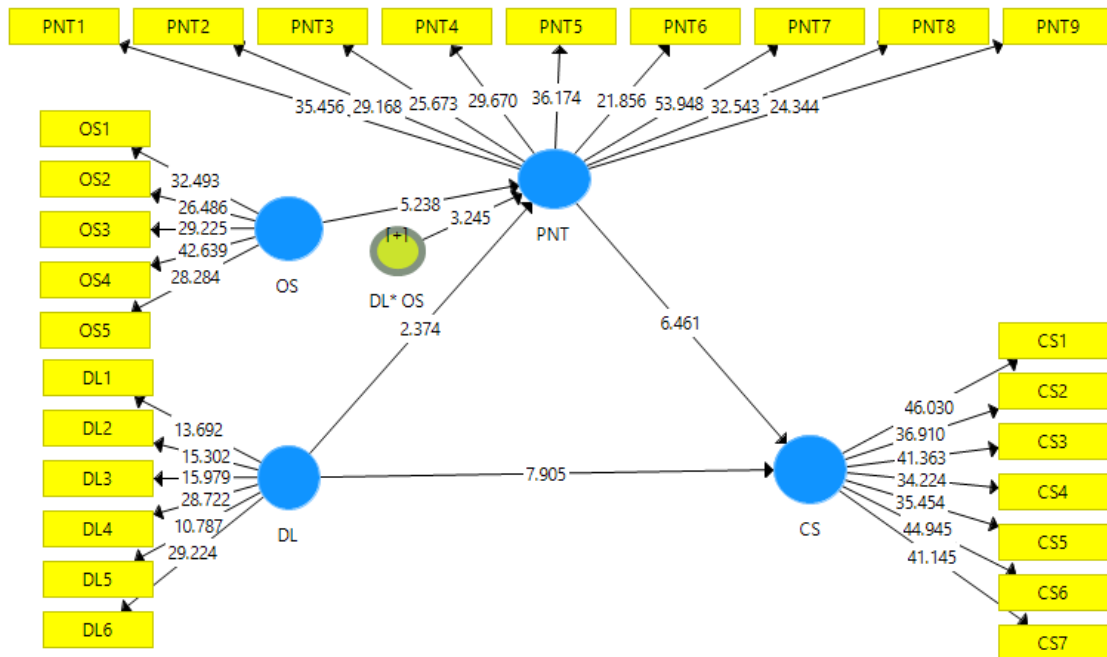 PNT1 PNT2 PNT3 PNT4 PNT5 PNT6 PNT7 PNT8 PNT9
35.456 29.168 25.673 29.670 36.174 21.856 53.948 32.543 24.344
OS1
OS2
OS3
OS4
OS5
32.493
26.486
29.225
42.639
28.284
OS
5.238
3.245
[+]
DL* OS
PNT
2.374
6.461
DL1
DL2
DL3
DL4
DL5
DL6
13.692
15.302
15.979
28.722
10.787
29.224
DL
7.905
CS
46.030
36.910
41.363
34.224
35.454
44.945
41.145
CS1
CS2
CS3
CS4
CS5
CS6
CS7